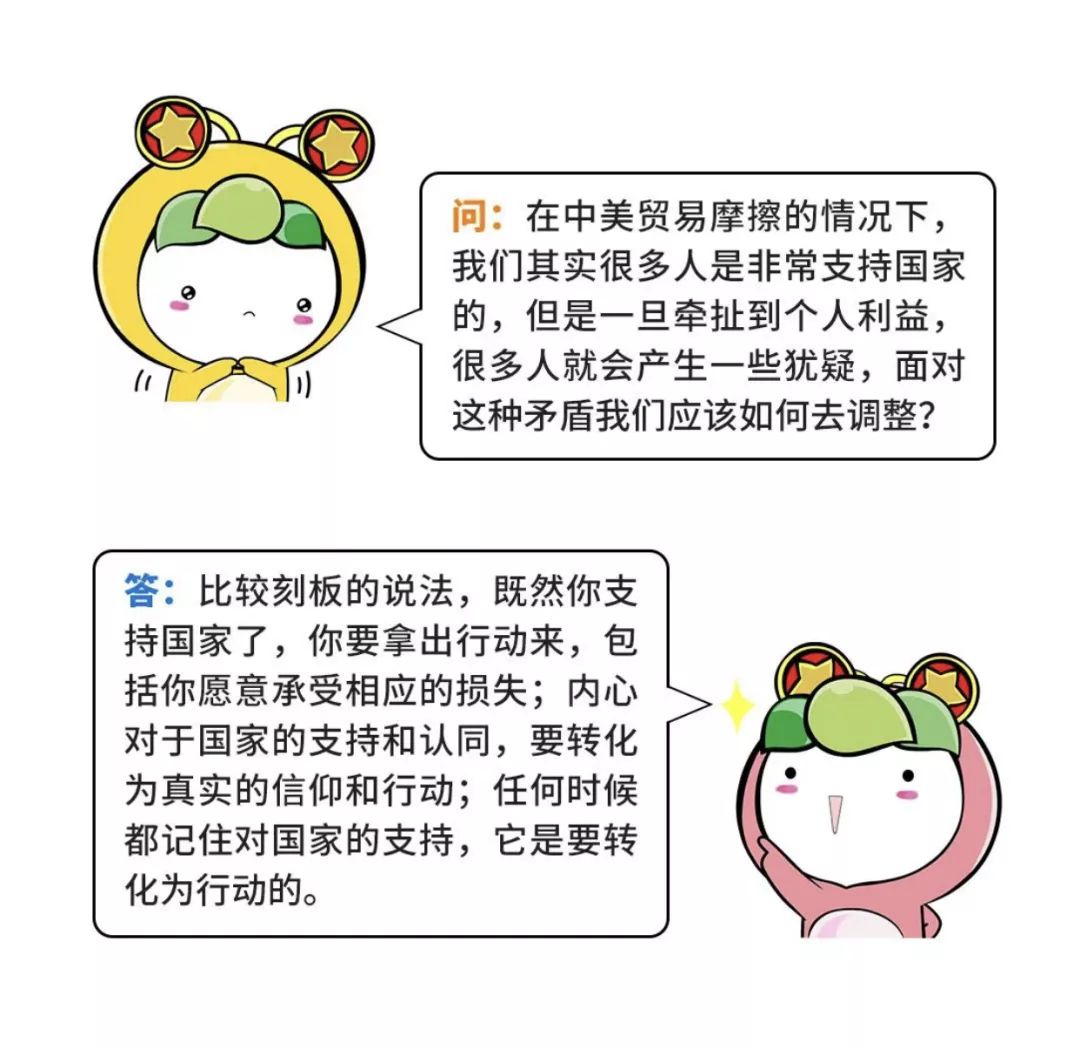 问：在中美贸易摩擦的情况下，
我们其实很多人是非常支持国家
的，但是一旦牵扯到个人利益，
很多人就会产生一些犹疑，面对
这种矛盾我们应该如何去调整？
答：比较刻板的说法，既然你支
持国家了，你要拿出行动来，包
括你愿意承受相应的损失；内心
对于国家的支持和认同，要转化
为真实的信仰和行动；任何时候
都记住对国家的支持，它是要转
化为行动的。